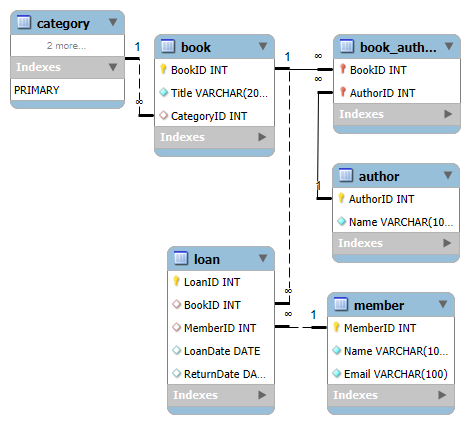 category
2 more...
Indexes
PRIMARY
1
∞
book
BookID INT
Title VARCHAR(20...
CategoryID INT
Indexes
1
∞
∞
book_auth...
BookID INT
AuthorID INT
Indexes
1
author
AuthorID INT
Name VARCHAR(10...
Indexes
loan
LoanID INT
BookID INT
MemberID INT
LoanDate DATE
ReturnDate DA...
Indexes
∞
∞
1
member
MemberID INT
Name VARCHAR(10...
Email VARCHAR(100)
Indexes